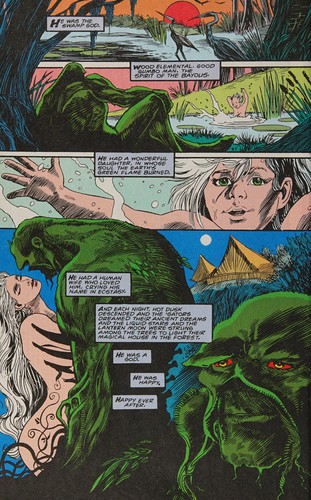 HE WAS THE
SWAMP GOD.
WOOD ELEMENTAL. GOOD
GUMBO MAN. THE
SPIRIT OF THE BAYOUS.
HE HAD A WONDERFUL
DAUGHTER, IN WHOSE
SOUL THE EARTH'S
GREEN FLAME BURNED.
HE HAD A HUMAN
WIFE WHO LOVED
HIM, CRYING HIS
NAME IN ECSTASY.
AND EACH NIGHT, HOT DUSK
DESCENDED AND THE 'GATORS
DREAMED THEIR ANCIENT DREAMS
AND THE LIQUID STARS AND THE
LANTERN MOON WERE STRUNG
AMONG THE TREES TO LIGHT THEIR
MAGICAL HOUSE IN THE FOREST.
HE WAS A
GOD.
HE WAS
HAPPY.
HAPPY EVER
AFTER.